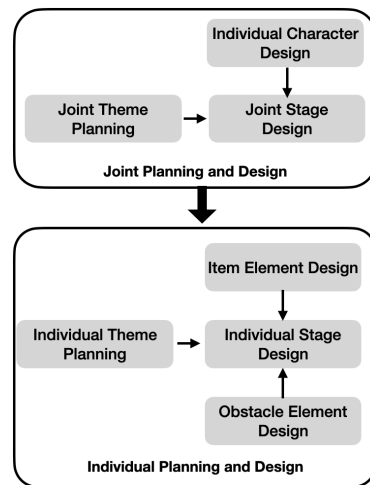 Individual Character
Design
Joint Theme
Planning
Joint Stage
Design
Joint Planning and Design
Item Element Design
Individual Theme
Planning
Individual Stage
Design
Obstacle Element
Design
Individual Planning and Design